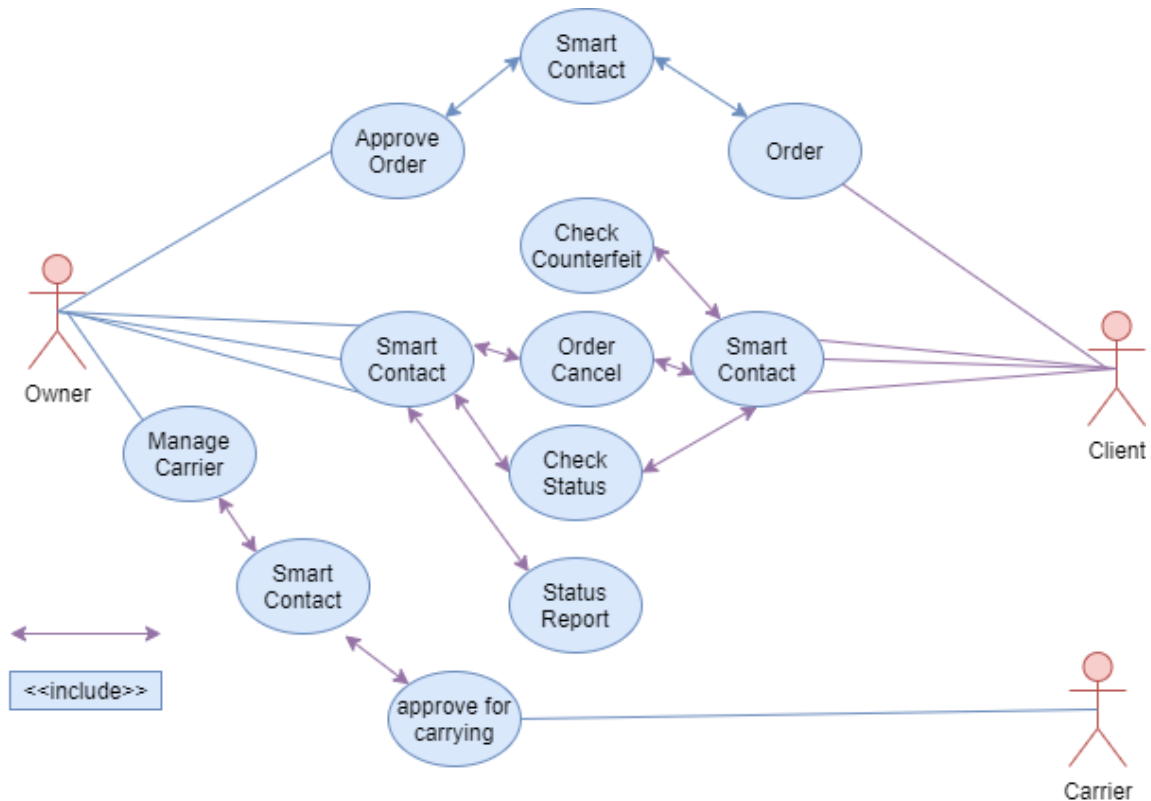 Smart
Contact
Approve
Order
Order
Check
Counterfeit
Owner
Smart
Contact
Order
Cancel
Smart
Contact
Client
Manage
Carrier
Check
Status
Smart
Contact
Status
Report
<<include>>
approve for
carrying
Carrier